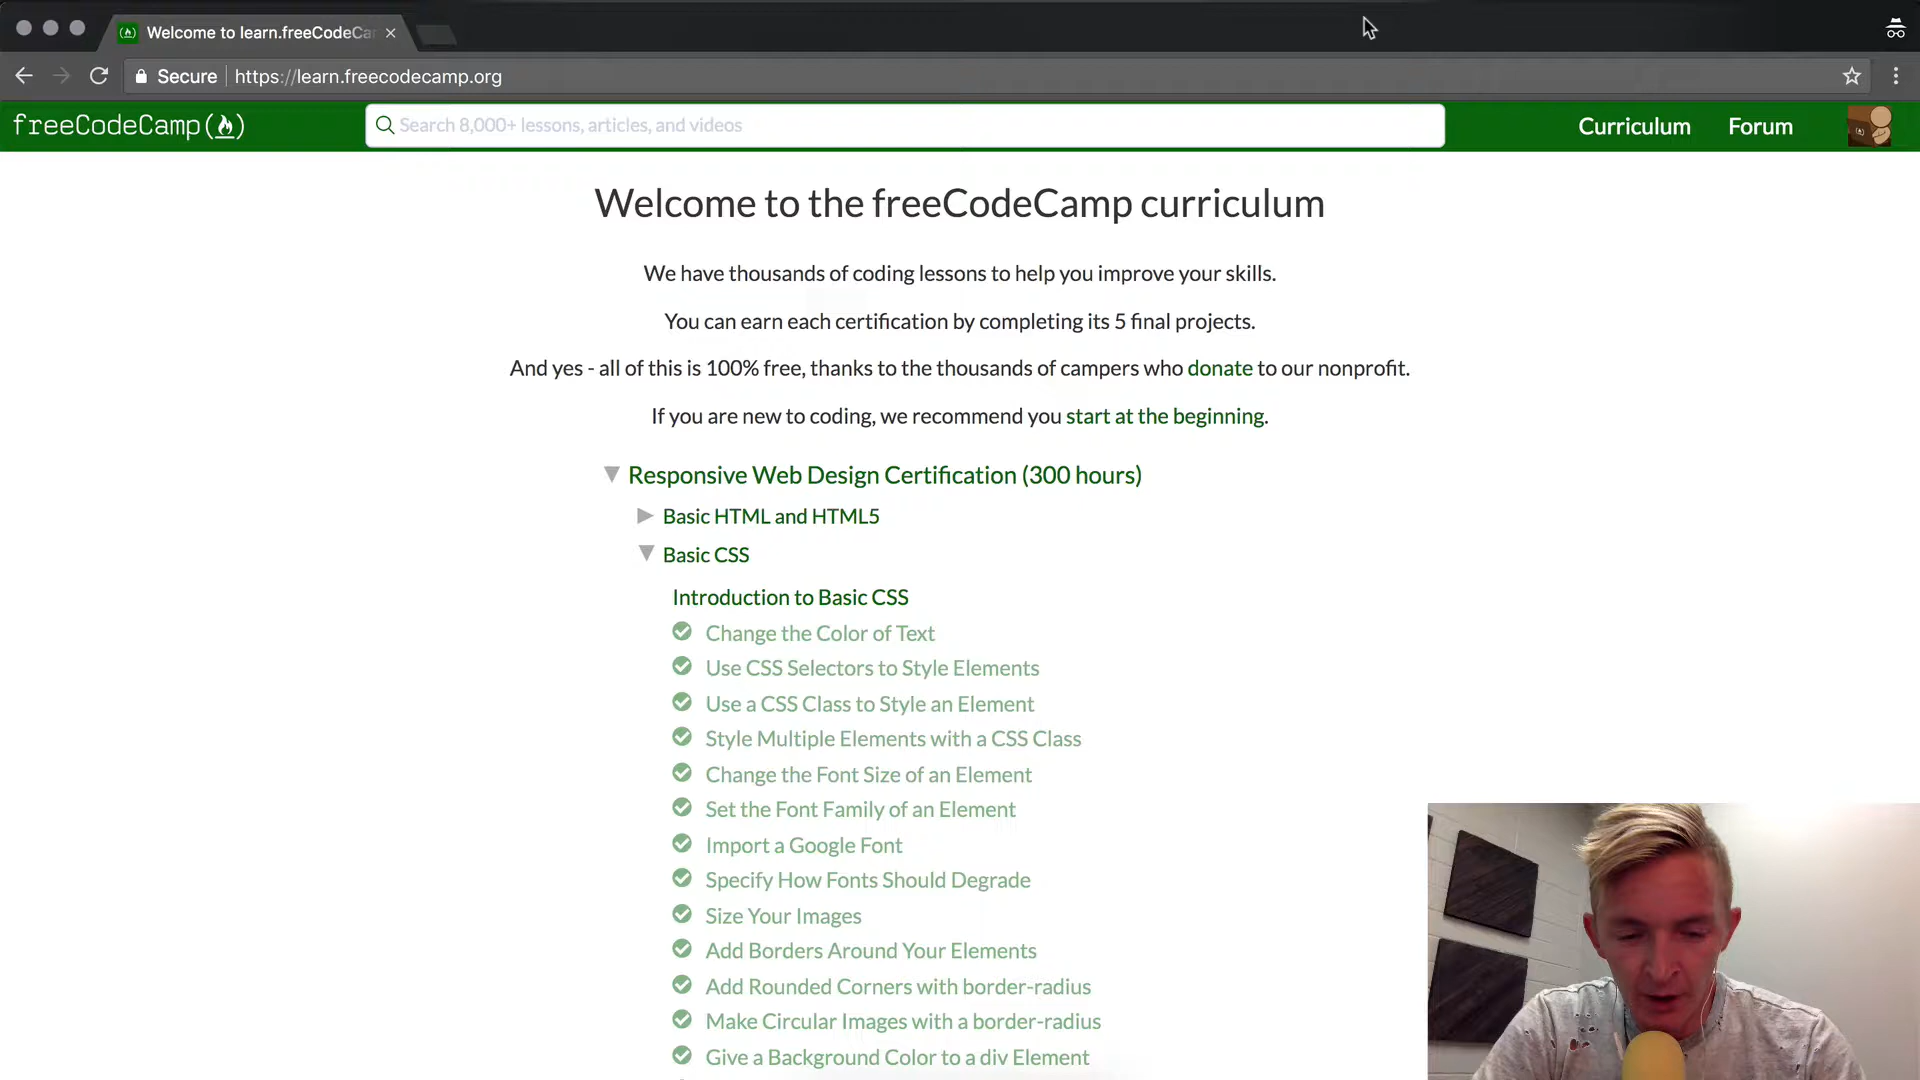 Welcome to learn.freeCodeCa
Secure https://learn.freecodecamp.org
freeCodeCamp
Search 8,000+ lessons, articles, and videos
Curriculum
Forum
Welcome to the freeCodeCamp curriculum
We have thousands of coding lessons to help you improve your skills.
You can earn each certification by completing its 5 final projects.
And yes - all of this is 100% free, thanks to the thousands of campers who donate to our nonprofit.
If you are new to coding, we recommend you start at the beginning.
Responsive Web Design Certification (300 hours)
Basic HTML and HTML5
Basic CSS
Introduction to Basic CSS
Change the Color of Text
Use CSS Selectors to Style Elements
Use a CSS Class to Style an Element
Style Multiple Elements with a CSS Class
Change the Font Size of an Element
Set the Font Family of an Element
Import a Google Font
Specify How Fonts Should Degrade
Size Your Images
Add Borders Around Your Elements
Add Rounded Corners with border-radius
Make Circular Images with a border-radius
Give a Background Color to a div Element